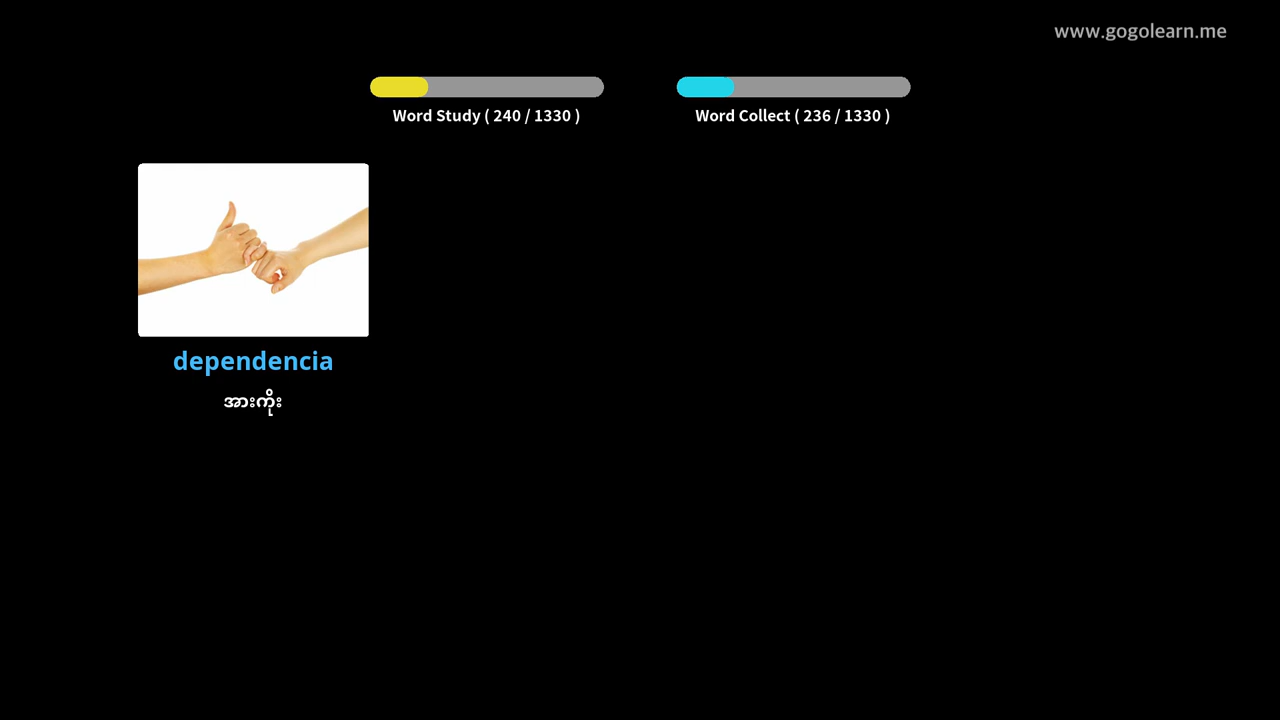 www.gogolearn.me
Word Study ( 240 / 1330 )
Word Collect ( 236 / 1330 )
dependencia
အားကိုး